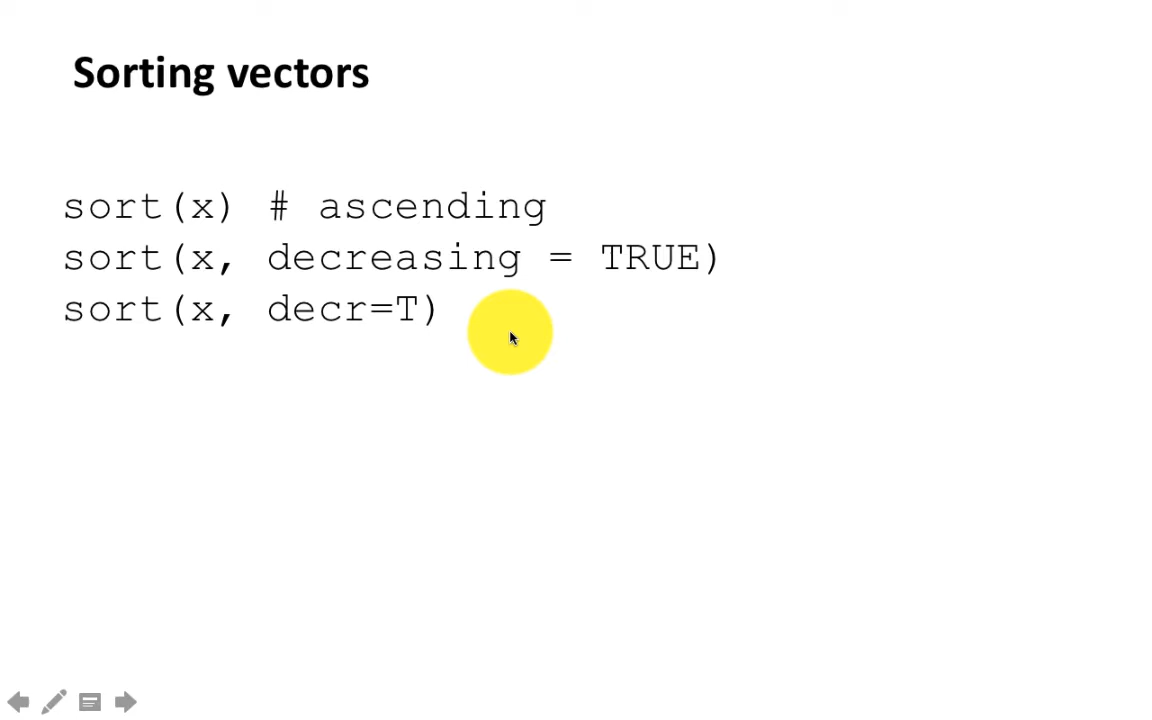 Sorting vectors
sort(x) # ascending
sort(x, decreasing = TRUE)
sort(x, decr=T)